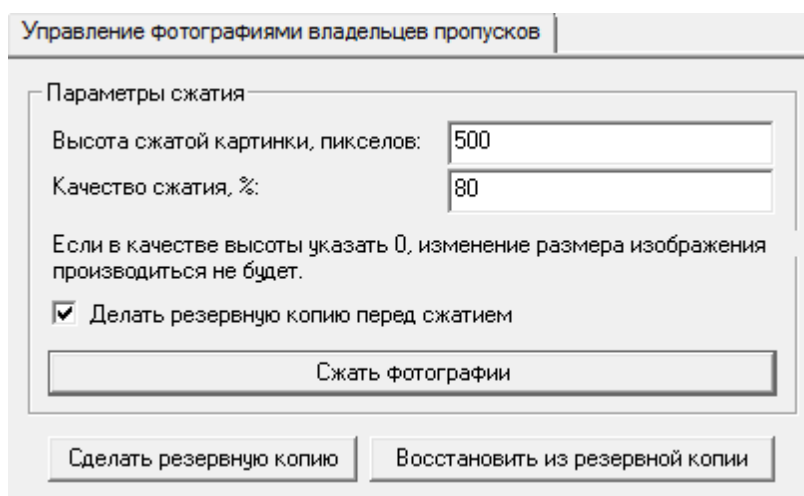 Управление фотографиями владельцев пропусков
Параметры сжатия
Высота сжатой картинки, пикселов: 500
Качество сжатия, %: 80
Если в качестве высоты указать 0, изменение размера изображения
производиться не будет.
Делать резервную копию перед сжатием
Сжать фотографии
Сделать резервную копию Восстановить из резервной копии